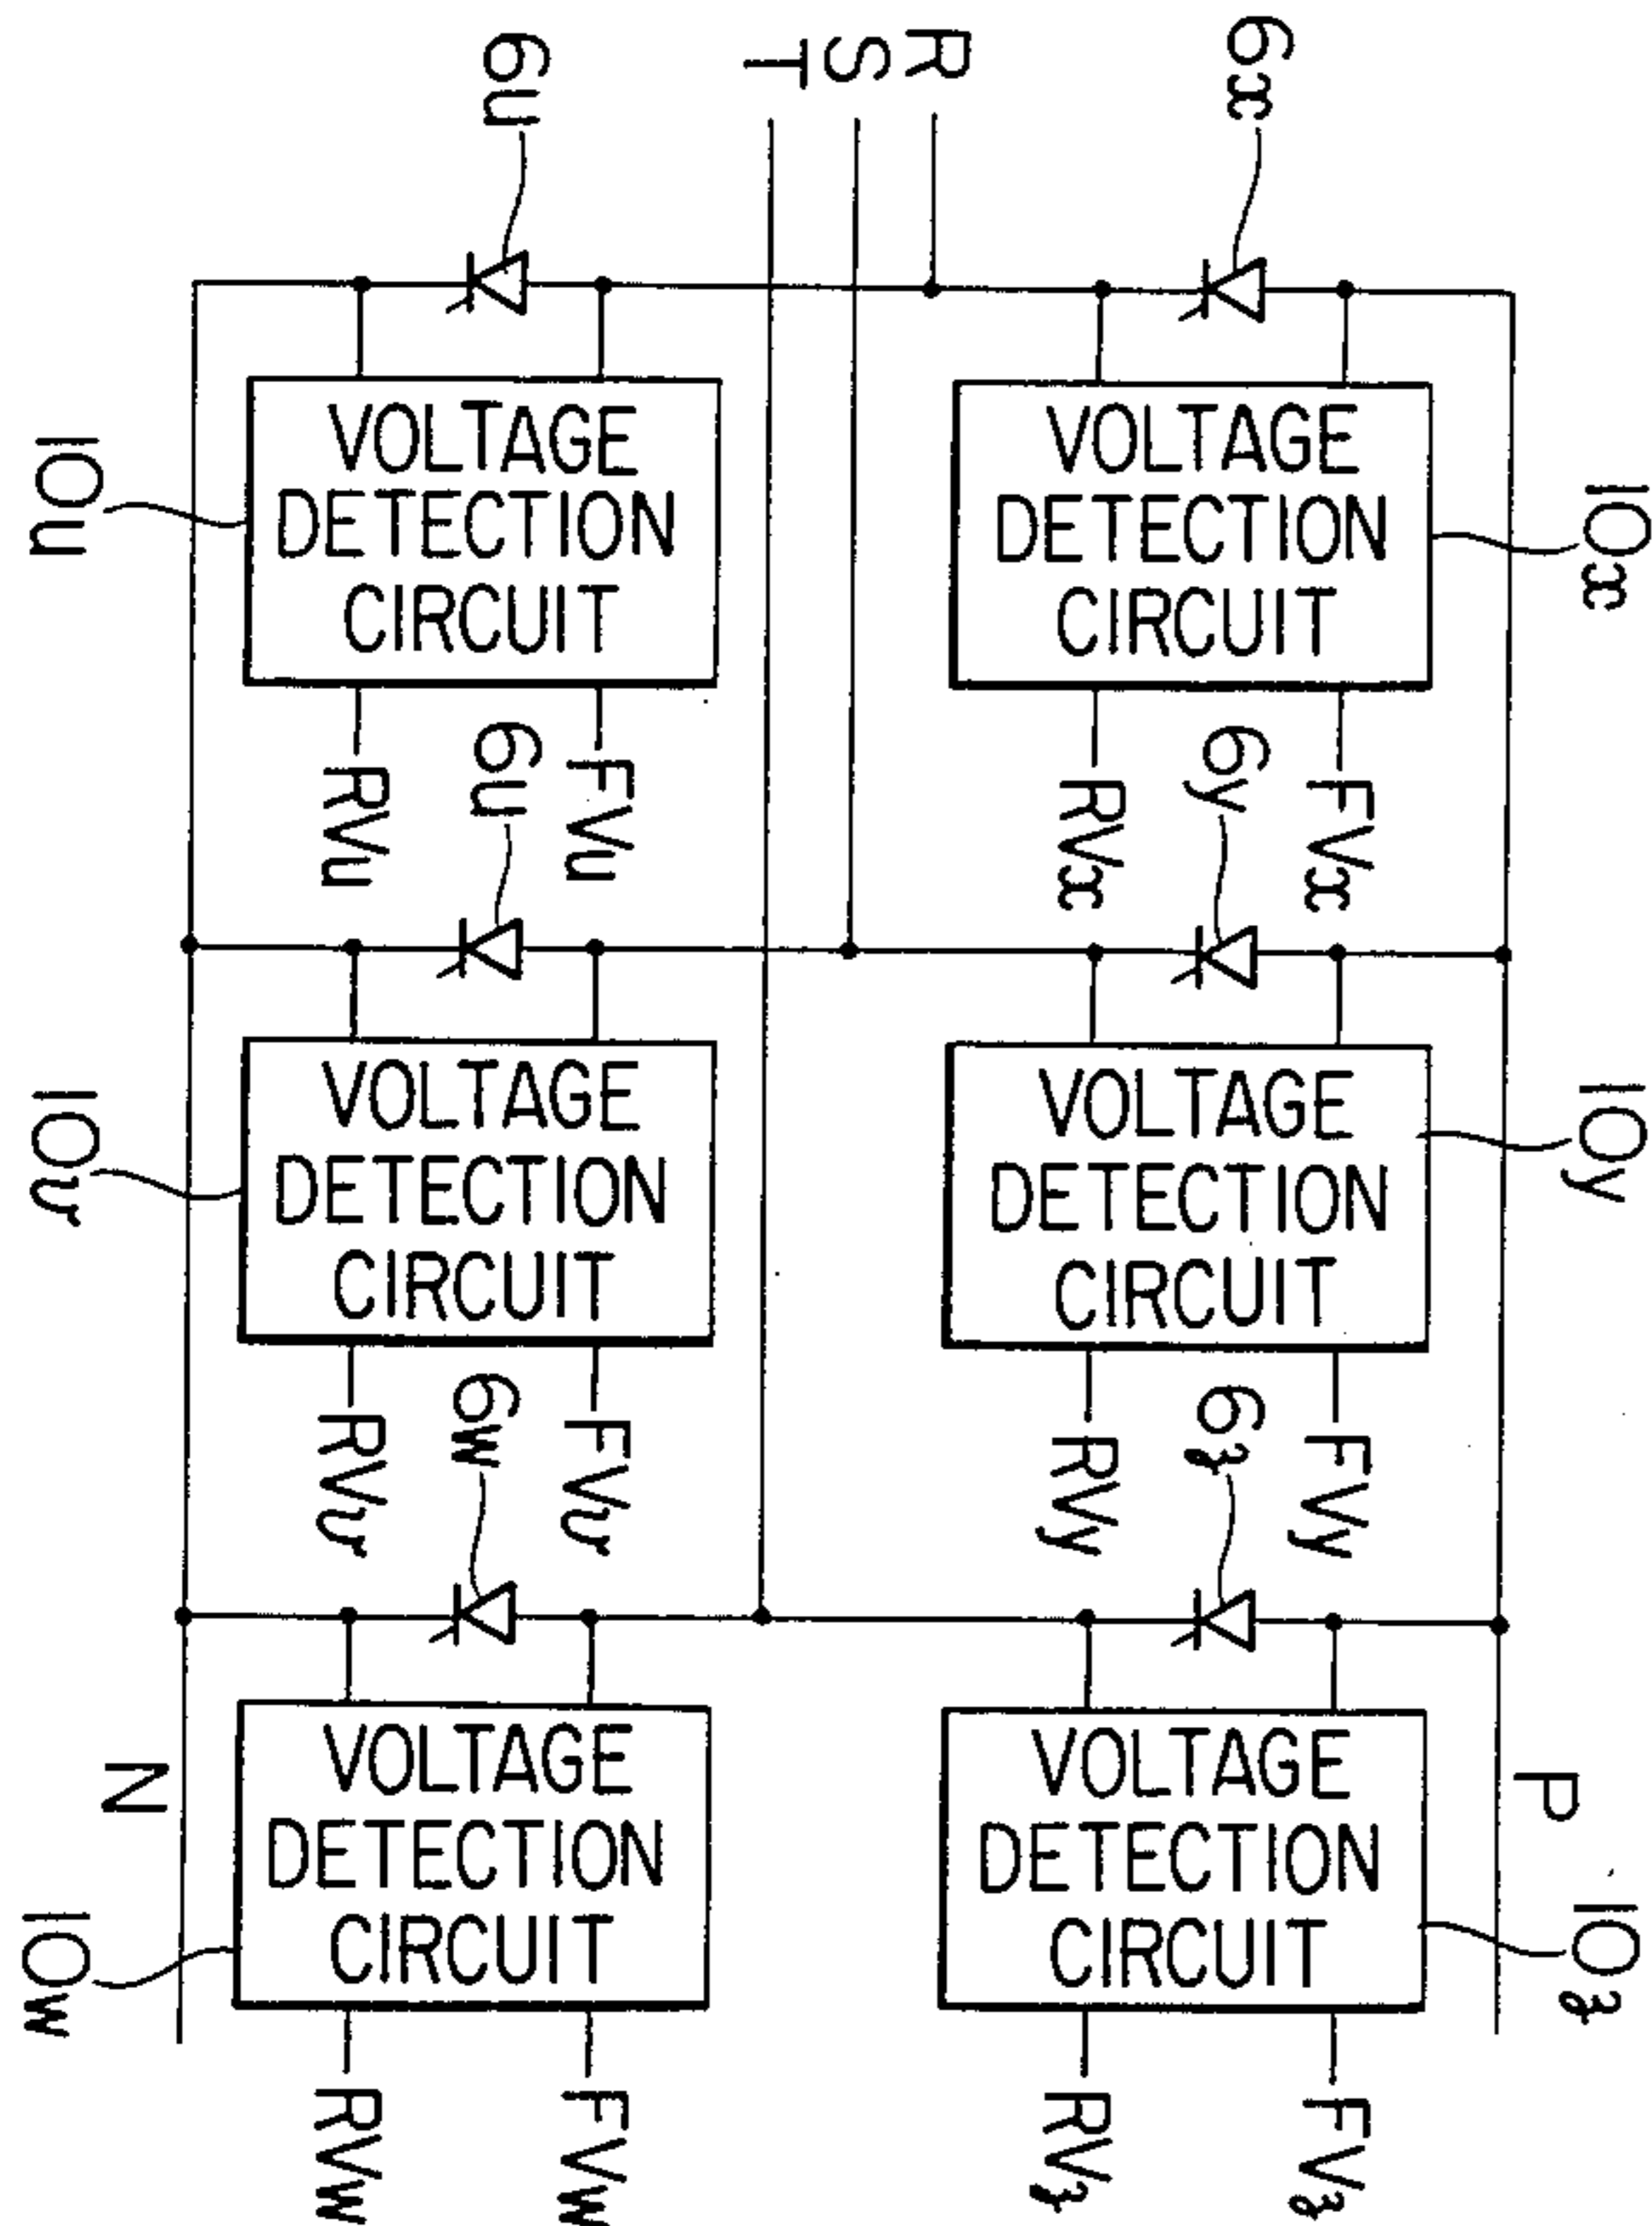 6u
T
S
R
6x
VOLTAGE
DETECTION
CIRCUIT
10u
VOLTAGE
DETECTION
CIRCUIT
10x
RVu
6u
FVu
RVx
6y
FVx
VOLTAGE
DETECTION
CIRCUIT
10v
VOLTAGE
DETECTION
CIRCUIT
10y
RVv
6w
FVv
RVy
6z
FVy
N
VOLTAGE
DETECTION
CIRCUIT
10w
VOLTAGE
DETECTION
CIRCUIT
P
10z
RVw
FVw
RVz
FVz